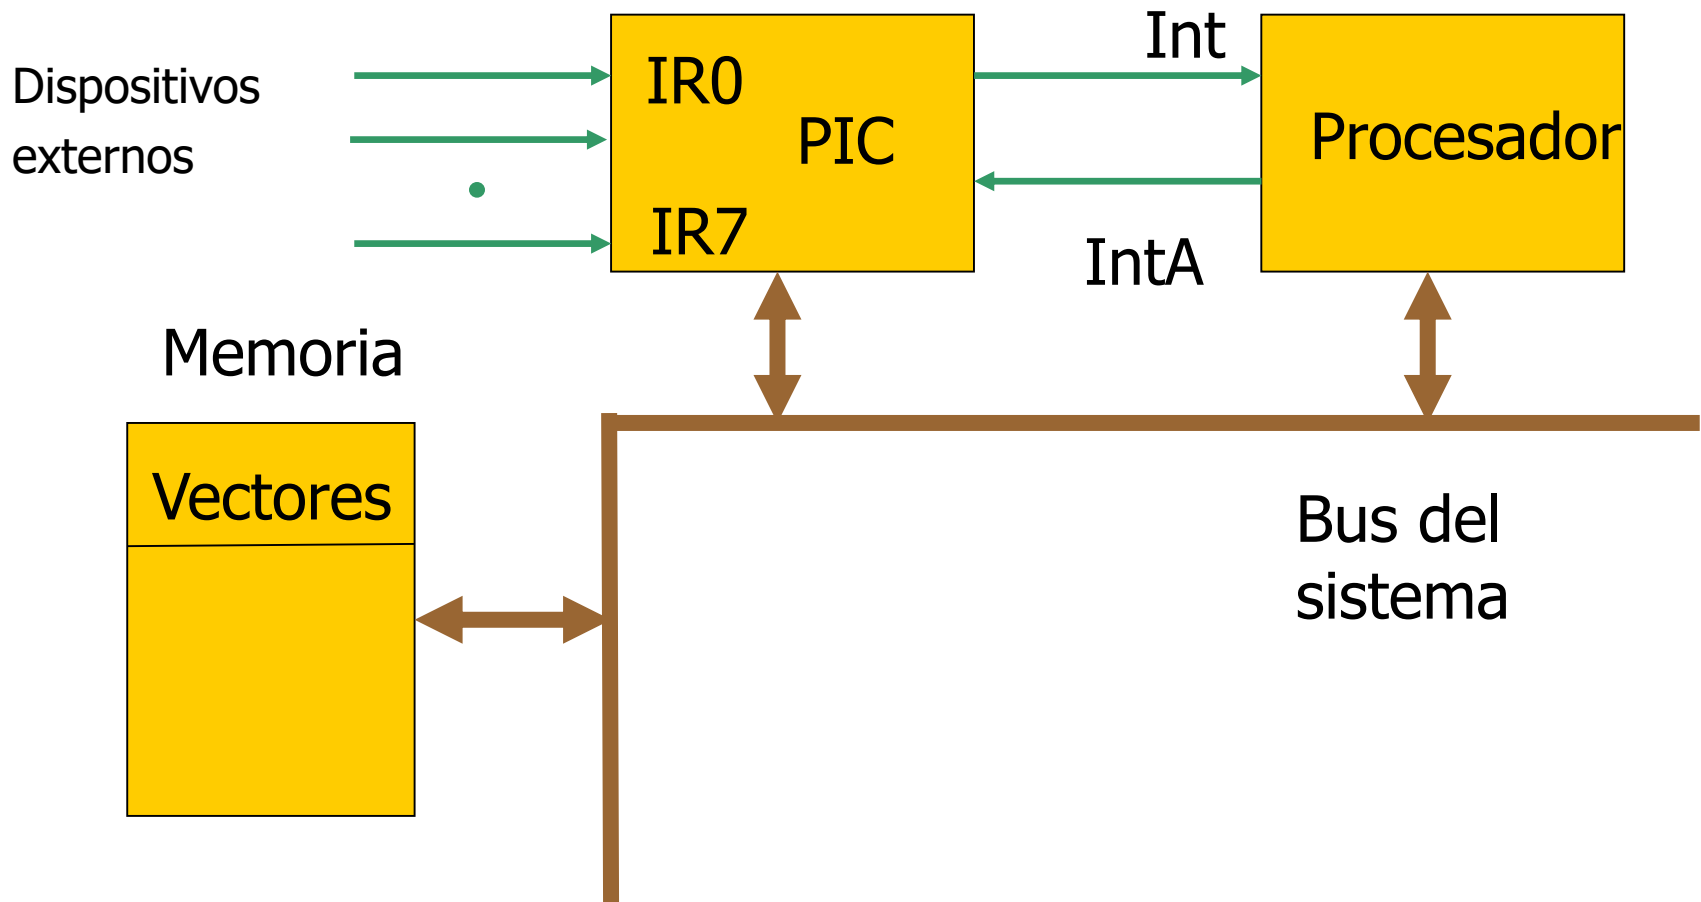 Dispositivos
externos
IR0
PIC
IR7
Int
IntA
Procesador
Memoria
Vectores
Bus del
sistema